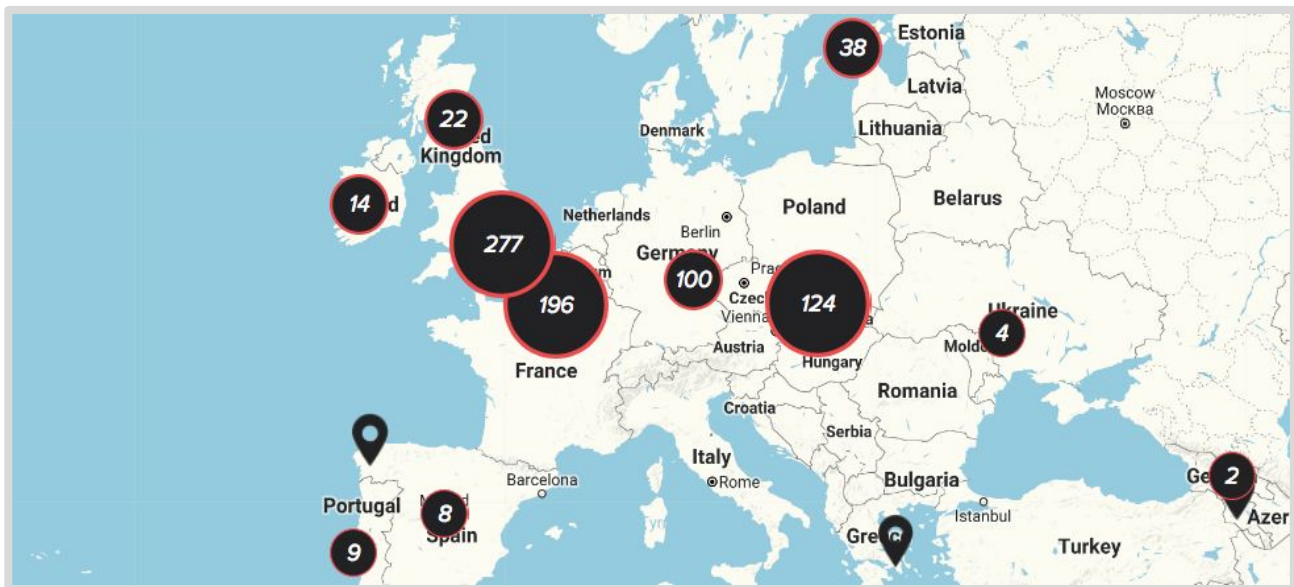 Estonia
38
Latvia
Moscow
Москва
22
Denmark
Lithuania
Kingdom
14
Belarus
Netherlands
Poland
Berlin
277
Germany
100
196
124
Vienna
Ukraine
4
Austria
Hungary
France
Romania
Croatia
Serbia
Italy
Rome
Bulgaria
2
Barcelona
Portugal
8
Spain
Istanbul
9
Turkey